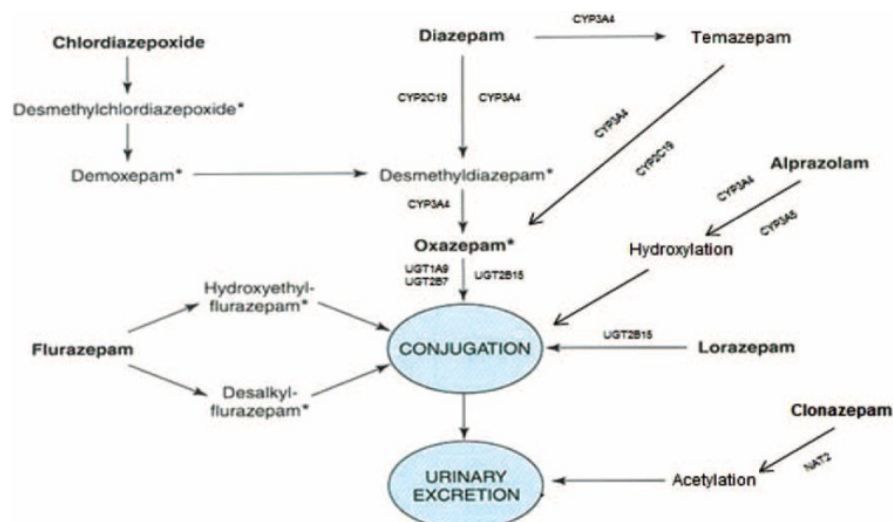 Chlordiazepoxide
Diazepam
CYP3A4
Temazepam
CYP2C19
CYP3A4
Desmethylchlordiazepoxide*
CYP3A4
CYP2C19
Demoxepam*
Desmethyldiazepam*
Alprazolam
CYP3A4
CYP3A4
CYP3A5
Oxazepam*
Hydroxylation
UGT1A9
UGT2B7
UGT2B15
Hydroxyethyl-
flurazepam*
Flurazepam
CONJUGATION
UGT2B15
Lorazepam
Desalkyl-
flurazepam*
Clonazepam
NAT2
URINARY
EXCRETION
Acetylation